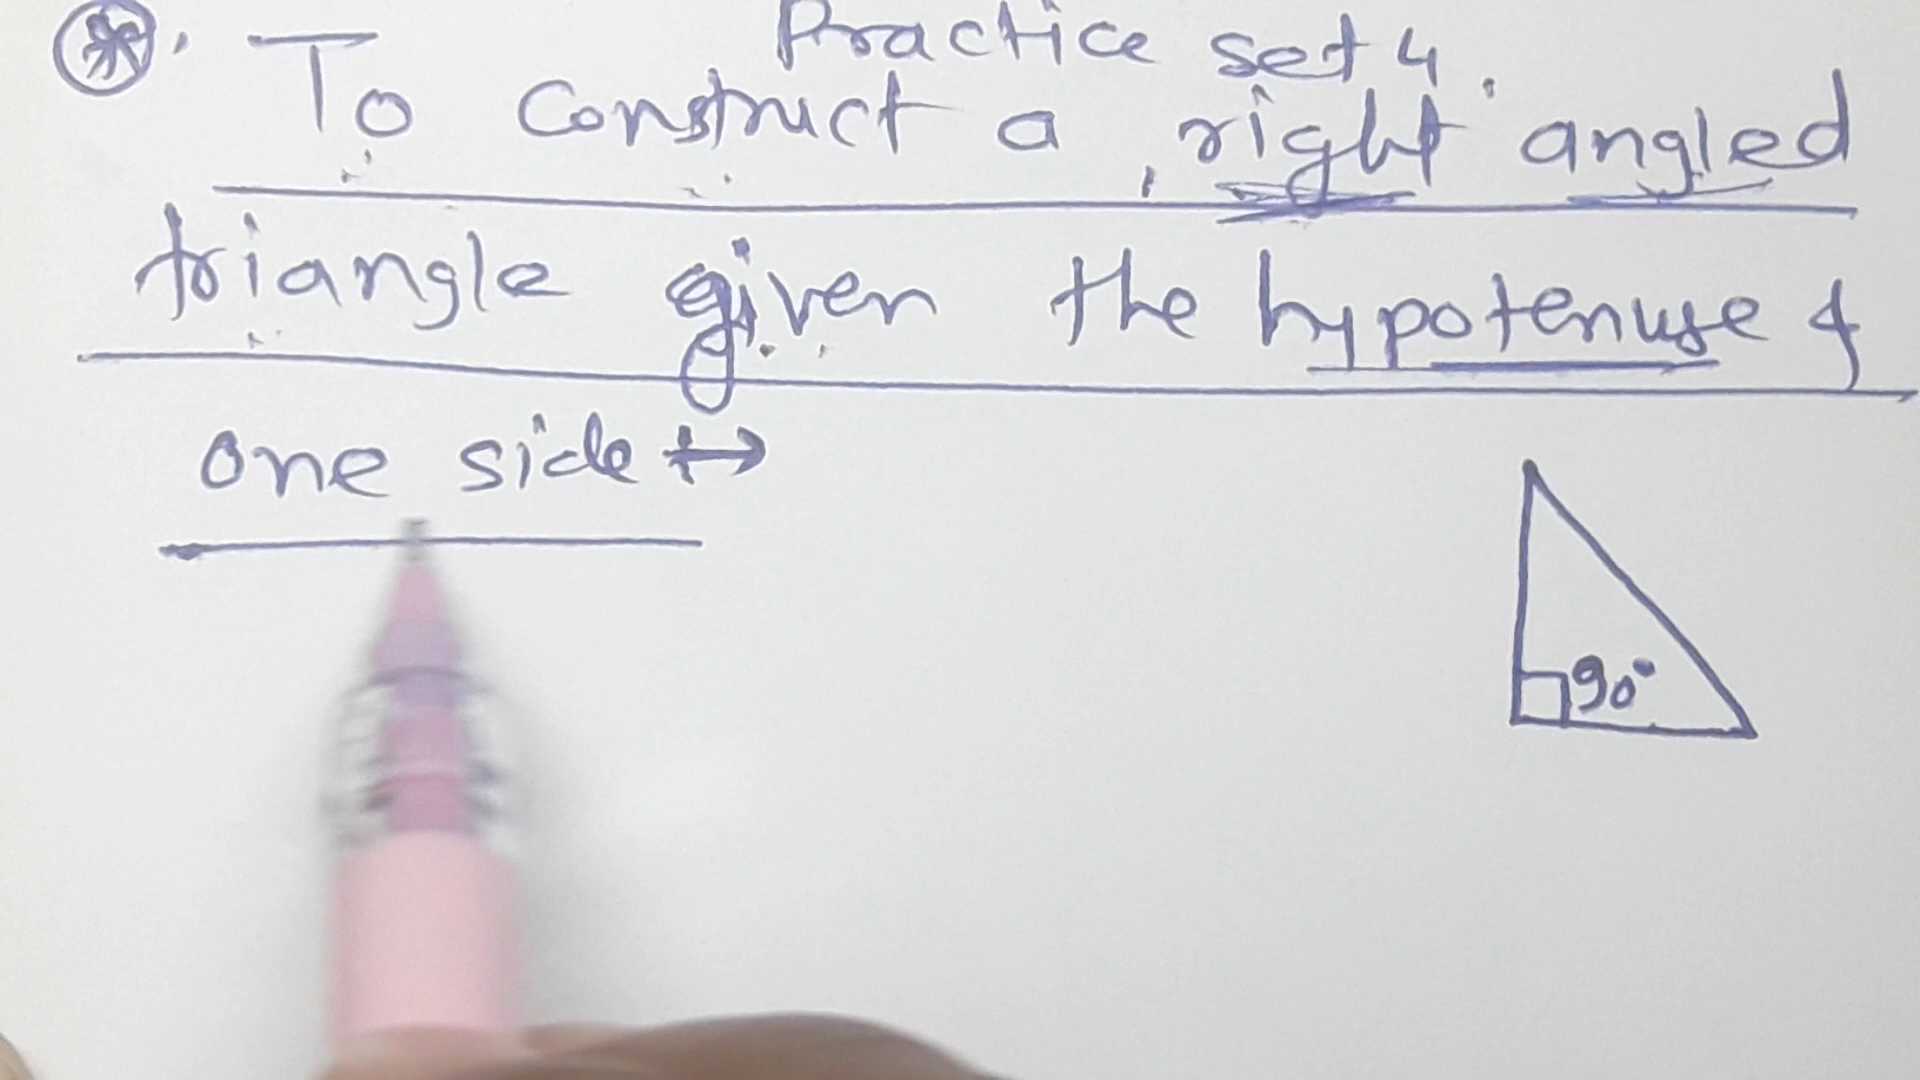 Practice set 4.
To construct a right angled
triangle given the hypotenuse &
one side →
90°